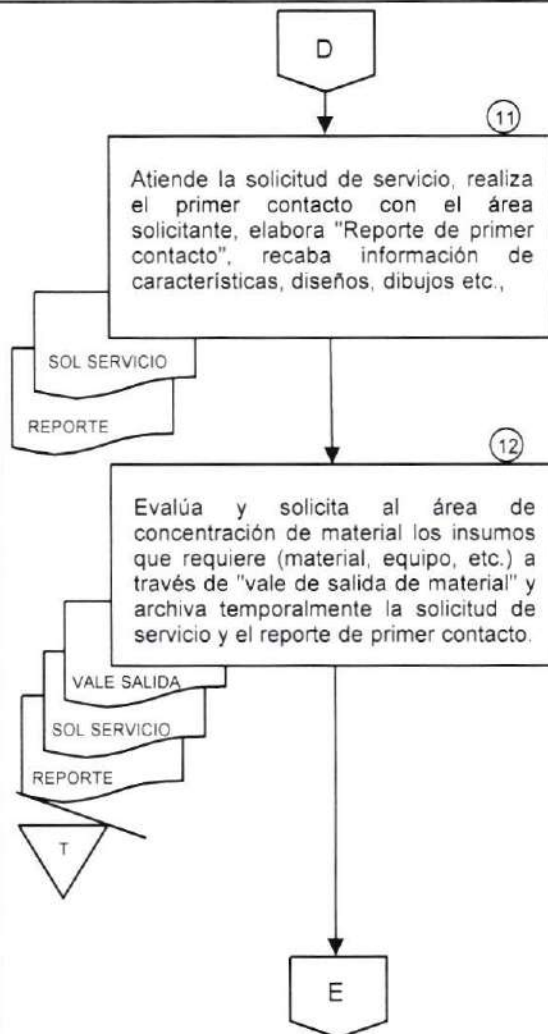 D
11
Atiende la solicitud de servicio, realiza
el primer contacto con el área
solicitante, elabora "Reporte de primer
contacto", recaba información de
características, diseños, dibujos etc.,
SOL SERVICIO
REPORTE
12
Evalúa y solicita al área de
concentración de material los insumos
que requiere (material, equipo, etc.) a
través de "vale de salida de material" y
archiva temporalmente la solicitud de
servicio y el reporte de primer contacto.
VALE SALIDA
SOL SERVICIO
REPORTE
T
E